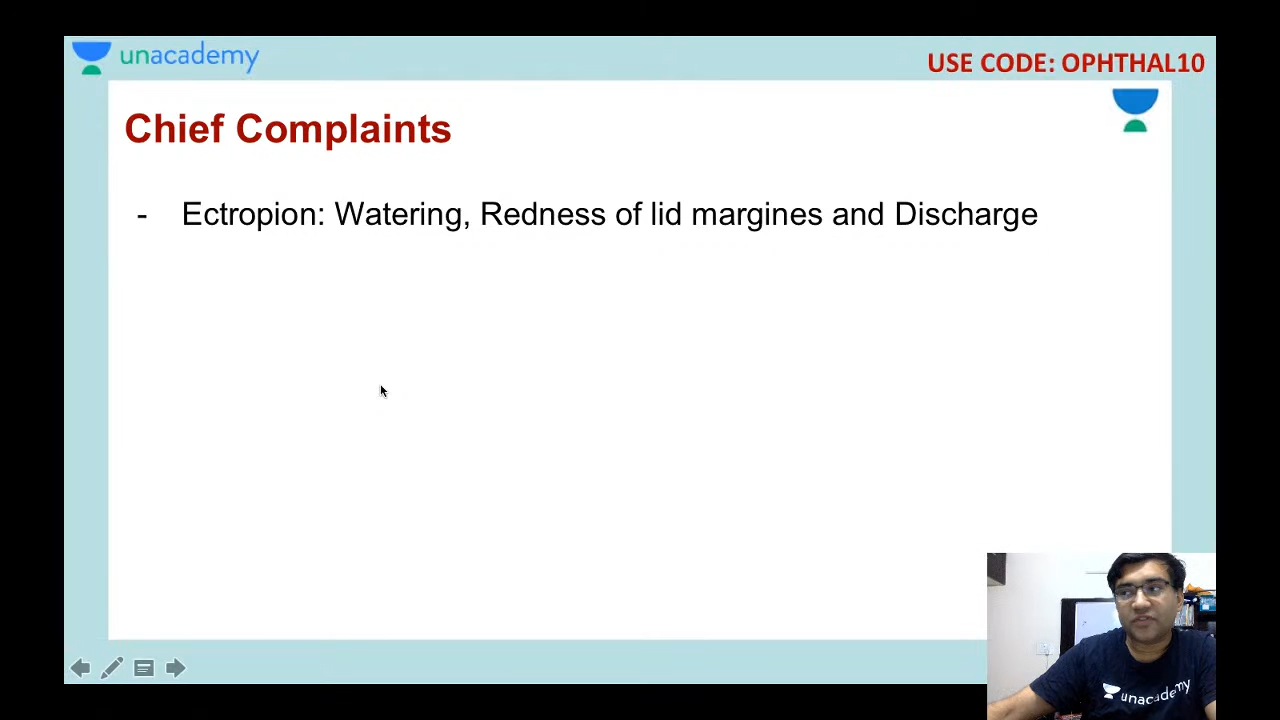 unacademy
USE CODE: OPHTHAL10
Chief Complaints
- Ectropion: Watering, Redness of lid margines and Discharge
unacademy